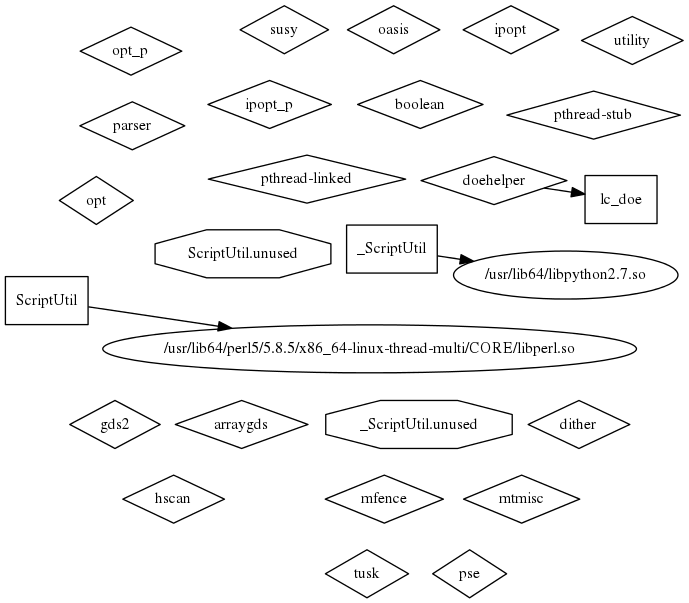 susy
oasis
ipopt
utility
opt_p
ipopt_p
boolean
pthread-stub
parser
pthread-linked
doehelper
lc_doe
opt
ScriptUtil.unused
_ScriptUtil
/usr/lib64/libpython2.7.so
ScriptUtil
/usr/lib64/perl5/5.8.5/x86_64-linux-thread-multi/CORE/libperl.so
gds2
arraygds
_ScriptUtil.unused
dither
hscan
mfence
mtmisc
tusk
pse